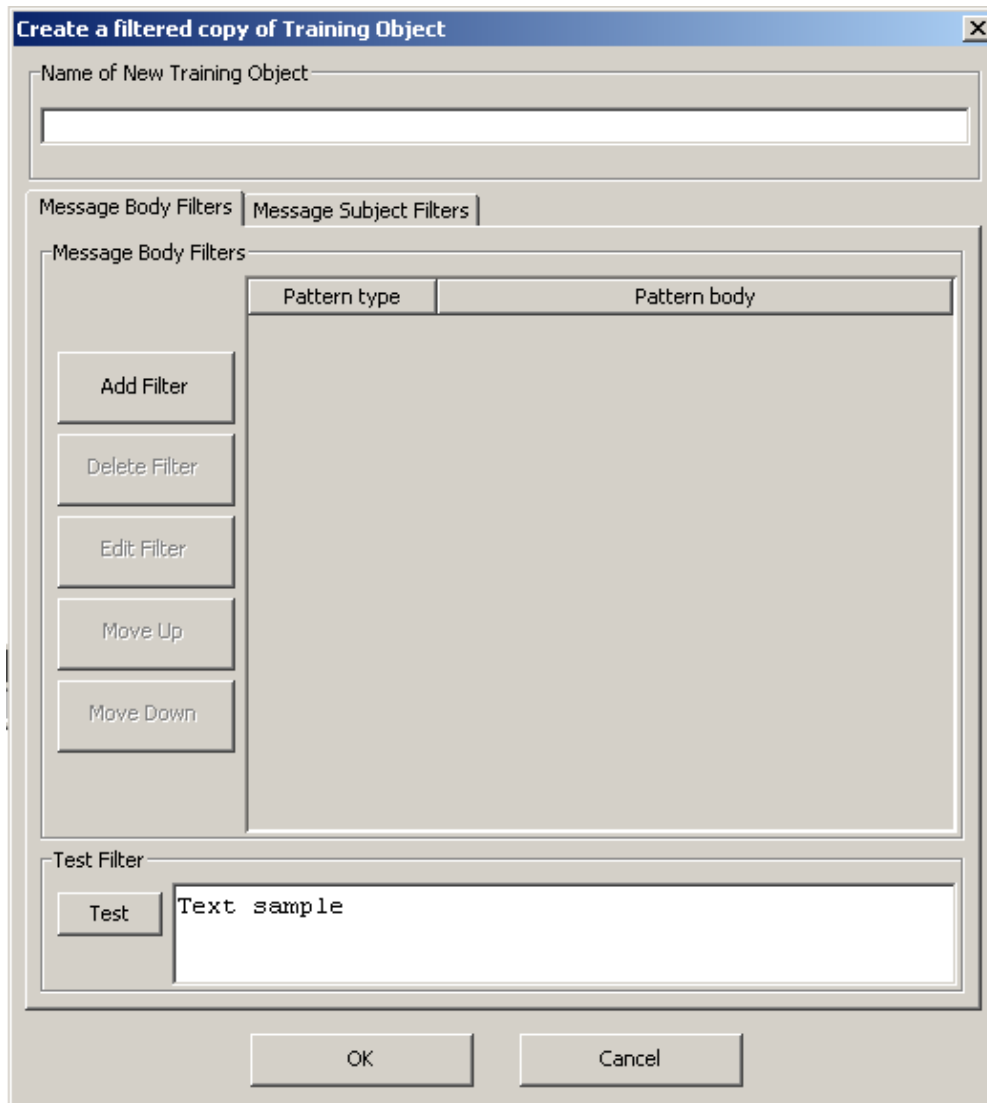 Create a filtered copy of Training Object
Name of New Training Object
Message Body Filters
Message Subject Filters
Message Body Filters
Pattern type
Pattern body
Add Filter
Delete Filter
Edit Filter
Move Up
Move Down
Test Filter
Test
Text sample
OK
Cancel